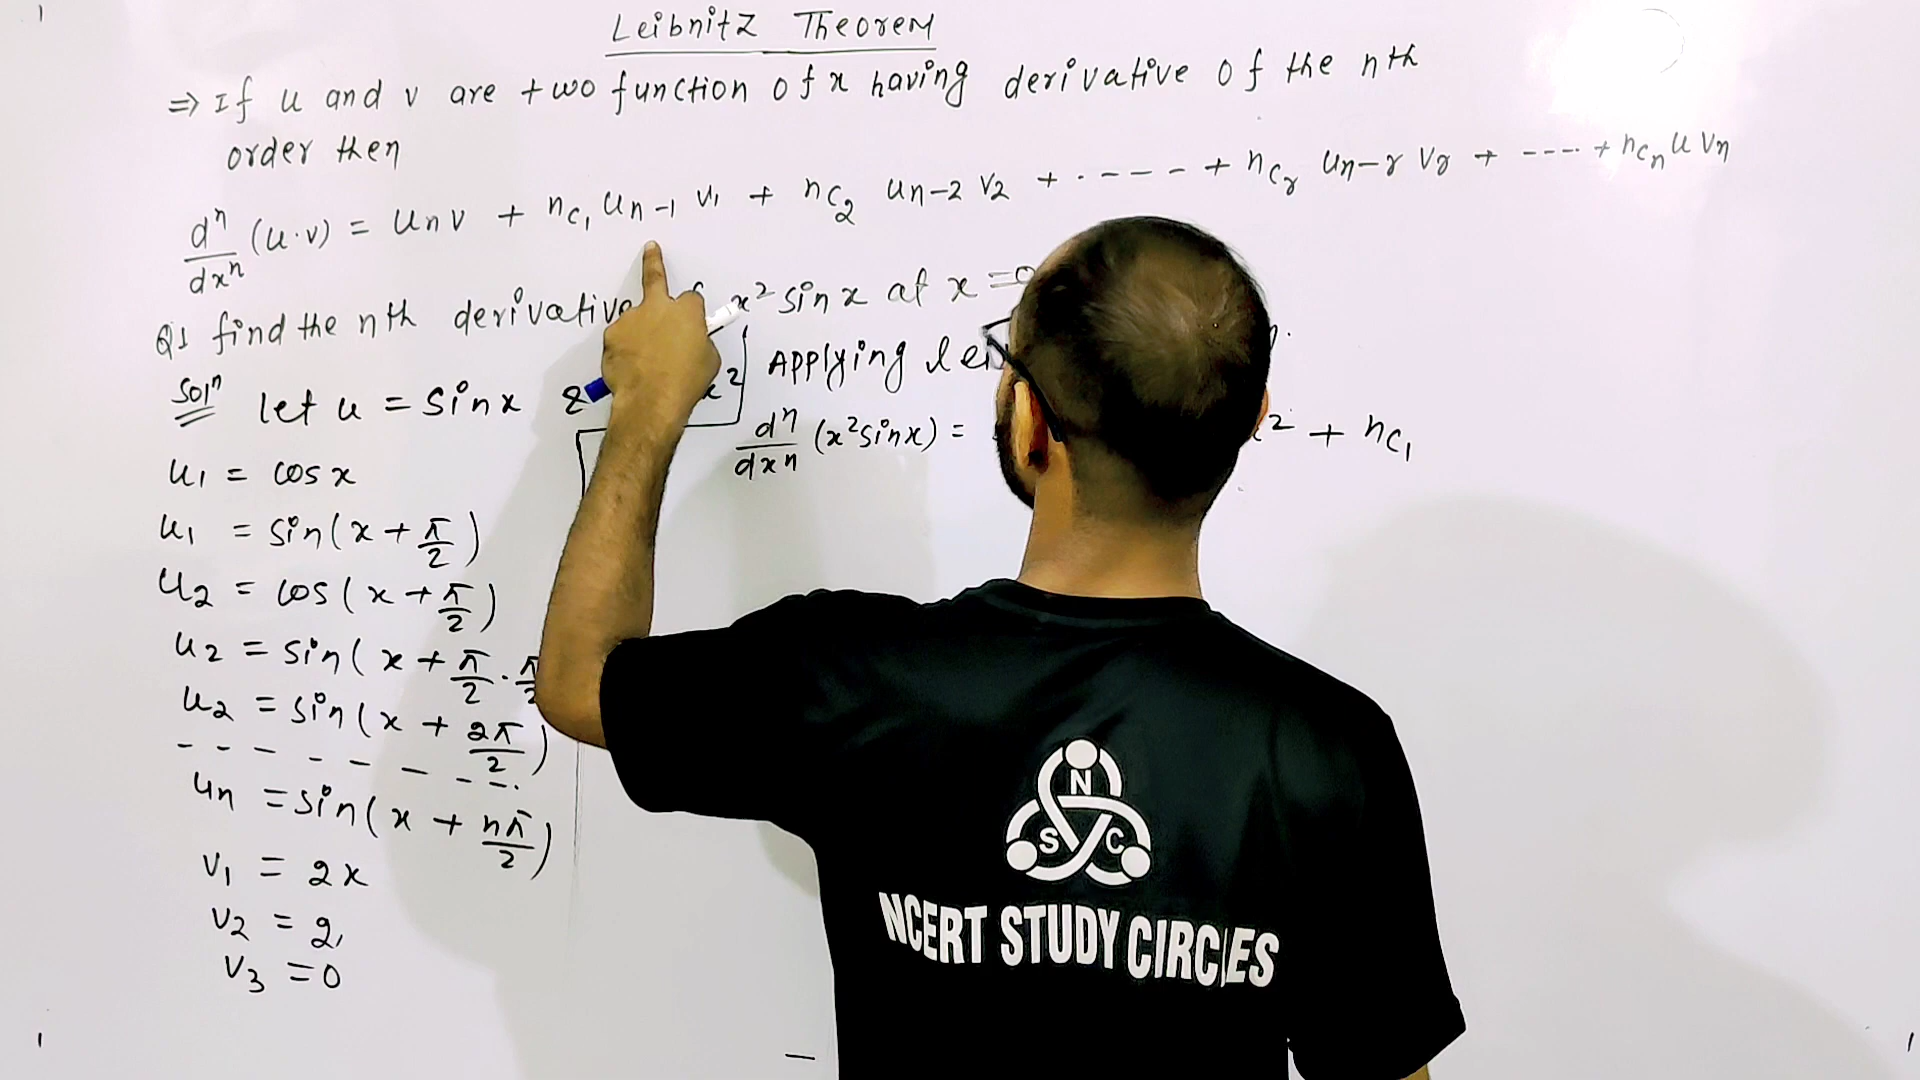 Leibnitz Theorem
⇒ If u and v are two function of x having derivative of the nth
order then
dⁿ/dxⁿ (u·v) = uₙv + nc₁ uₙ₋₁ v₁ + nc₂ uₙ₋₂ v₂ + ----- + ncᵣ uₙ₋ᵣ vᵣ + ---- + ncₙ u vₙ
Q1 find the nth derivative x² sin x at x = 0
Solⁿ let u = sin x & x²
u₁ = cos x
u₁ = sin(x + π/2)
u₂ = cos(x + π/2)
u₂ = sin(x + π/2 · π
u₂ = sin(x + 2π/2)
- - - - - - - -
uₙ = sin(x + nπ/2)
v₁ = 2x
v₂ = 2,
v₃ = 0
Applying
dⁿ/dxⁿ (x² sin x) = ² + nc₁
N
S C
NCERT STUDY CIRCLES